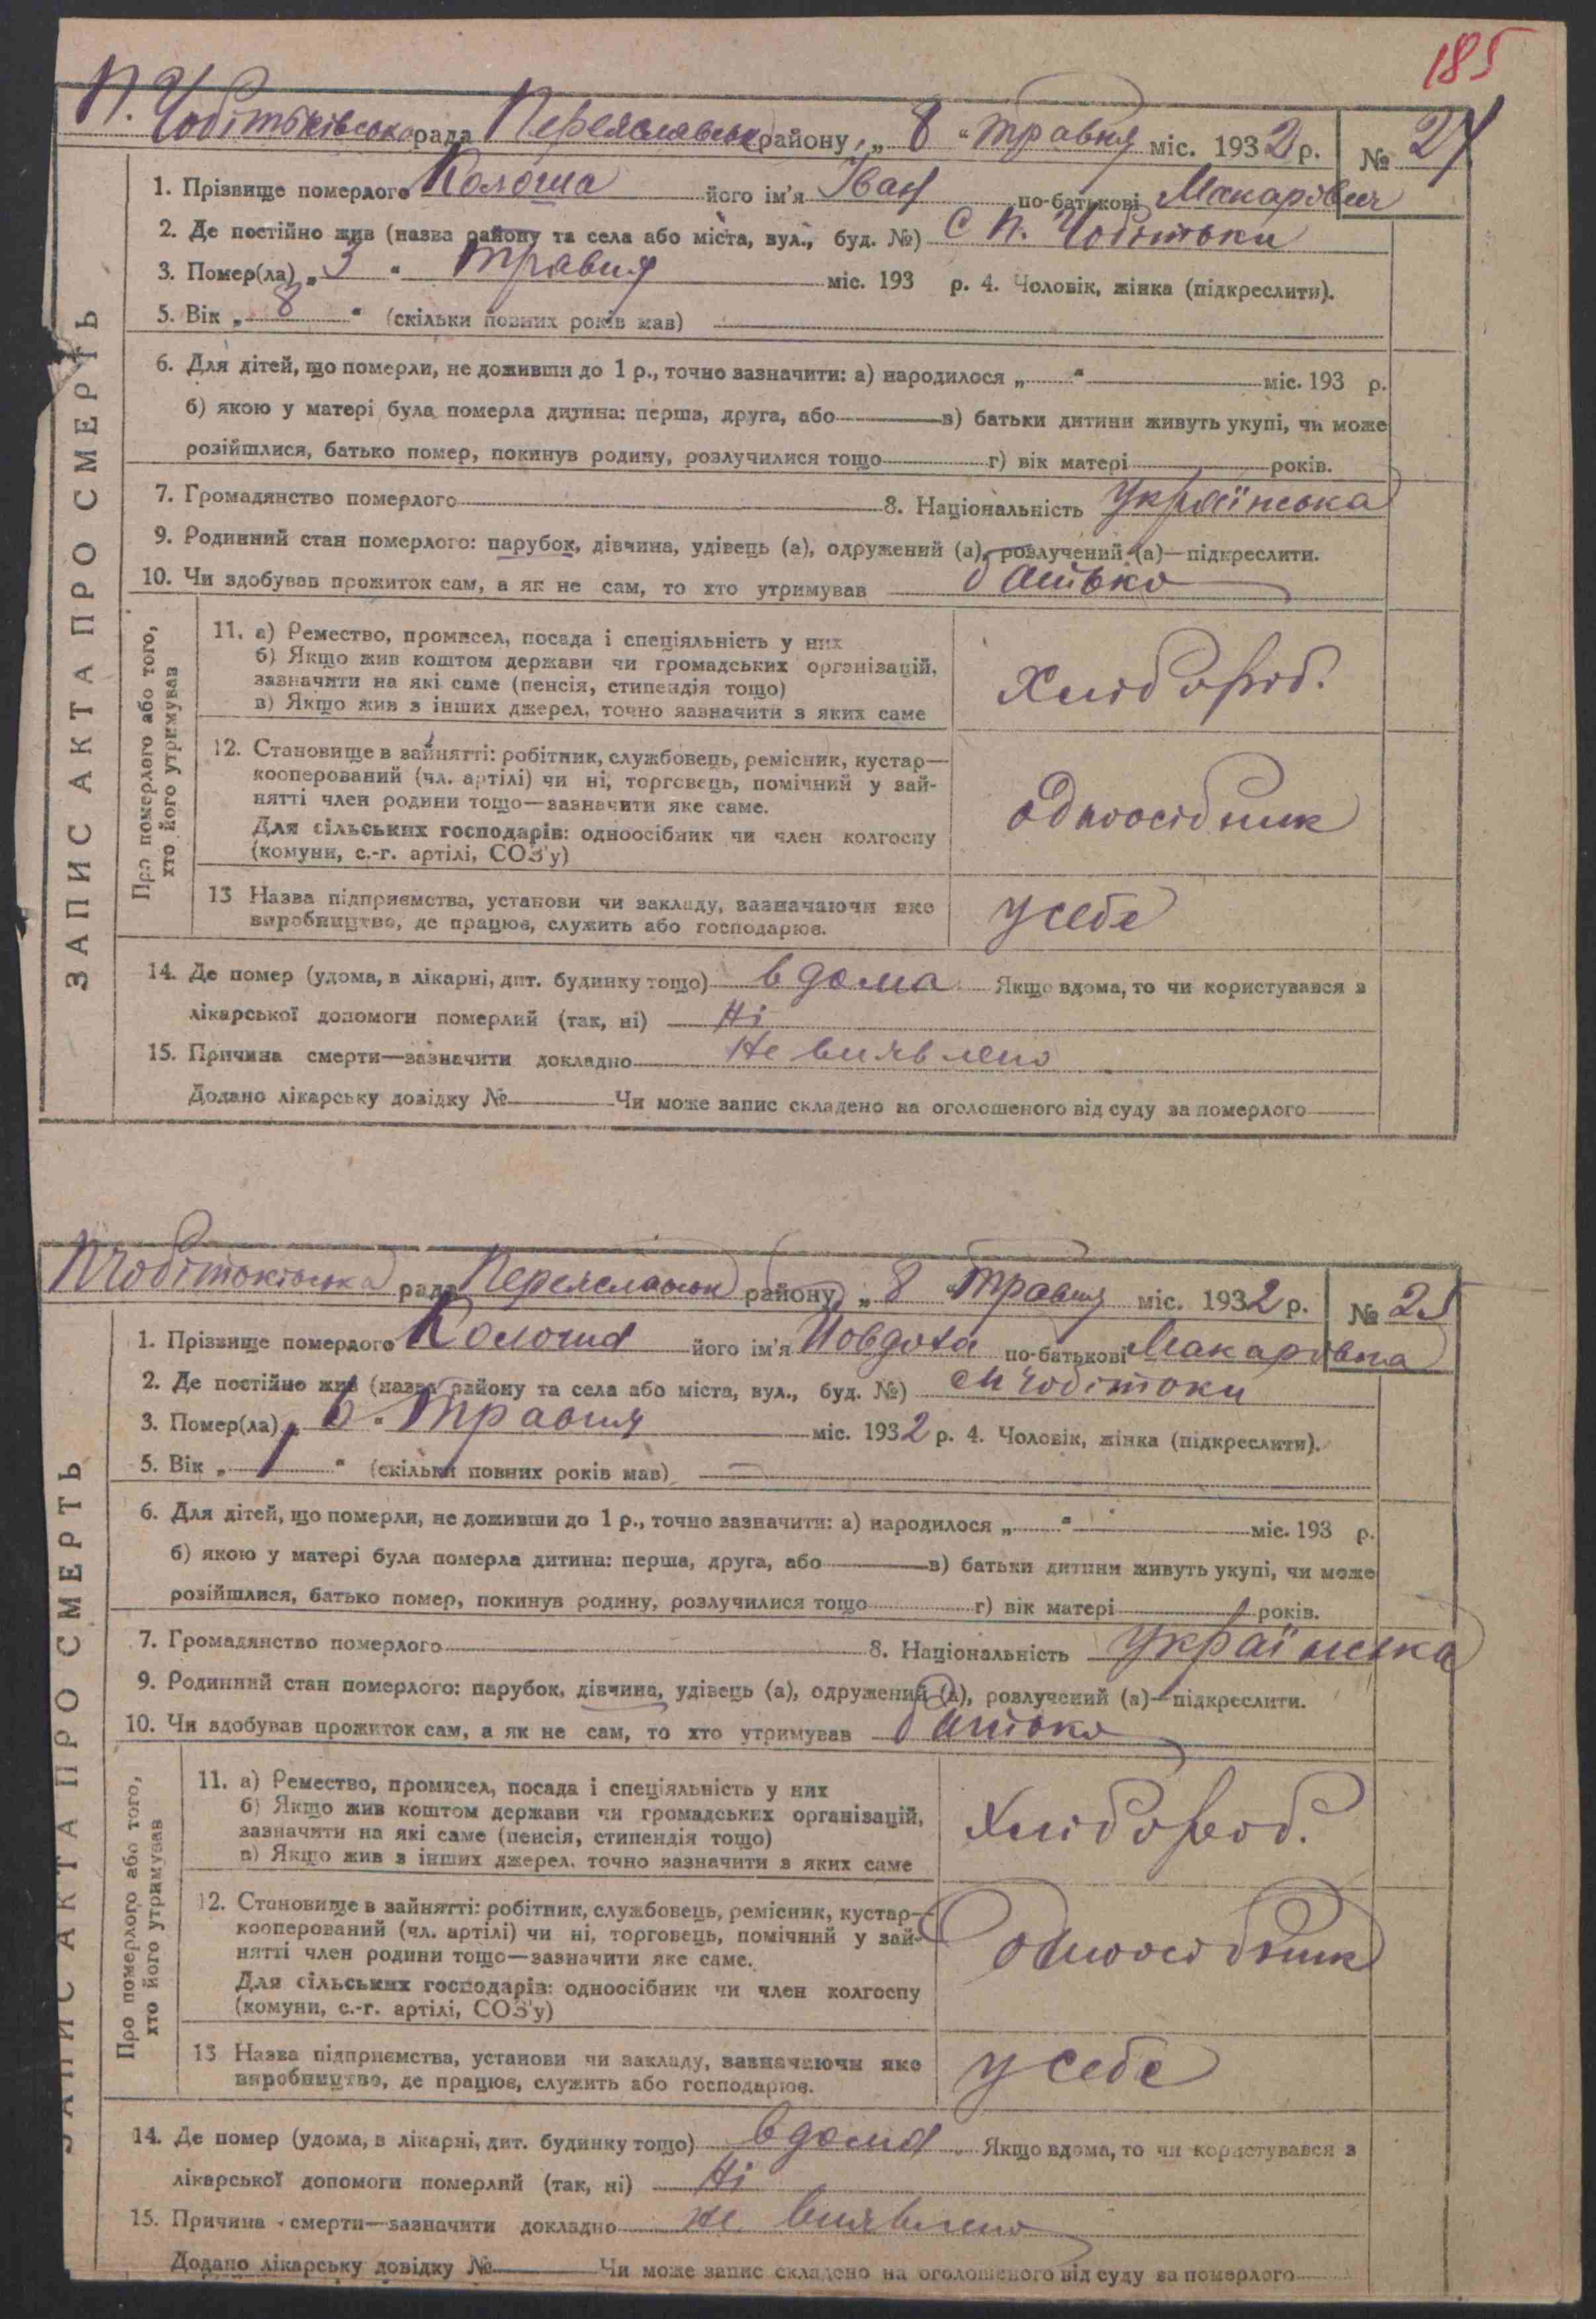 185
П. Чобітьківська рада Переяславськ району, „ 8 “ травня міс. 1932 р. № 24
ЗАПИС АКТА ПРО СМЕРТЬ
1. Прізвище померлого Колоша його ім'я Іван по-батькові Макарович
2. Де постійно жив (назва району та села або міста, вул., буд. №) С П. Чобітьки
3. Помер(ла) „ 3 “ травня міс. 193 р. 4. Чоловік, жінка (підкреслити).
5. Вік „ 8 “ (скільки повних років мав)
6. Для дітей, що померли, не доживши до 1 р., точно зазначити: а) народилося „ “ міс. 193 р.
б) якою у матері була померла дитина: перша, друга, або в) батьки дитини живуть укупі, чи може
розійшлися, батько помер, покинув родину, розлучилися тощо г) вік матері років.
7. Громадянство померлого 8. Національність Українська
9. Родинний стан померлого: парубок, дівчина, удівець (а), одружений (а), розлучений (а)—підкреслити.
10. Чи здобував прожиток сам, а як не сам, то хто утримував батько
Про померлого або того,
хто його утримував
11. а) Ремество, промисел, посада і спеціяльність у них
б) Якщо жив коштом держави чи громадських організацій,
зазначити на які саме (пенсія, стипендія тощо)
в) Якщо жив з інших джерел, точно зазначити з яких саме
Хлібороб.
12. Становище в зайнятті: робітник, службовець, ремісник, кустар—
кооперований (чл. артілі) чи ні, торговець, помічний у зай-
нятті член родини тощо—зазначити яке саме.
Для сільських господарів: одноосібник чи член колгоспу
(комуни, с.-г. артілі, СОЗ'у)
одноосібник
13 Назва підприємства, установи чи закладу, зазначаючи яке
виробництво, де працює, служить або господарює.
у себе
14. Де помер (удома, в лікарні, дит. будинку тощо) в дома Якщо вдома, то чи користувався з
лікарської допомоги померлий (так, ні) Ні
15. Причина смерти—зазначити докладно Не виявлено
Додано лікарську довідку № Чи може запис складено на оголошеного від суду за померлого
П Чобітоківська рада Переяславськ району „ 8 “ травня міс. 1932 р. № 25
ЗАПИС АКТА ПРО СМЕРТЬ
1. Прізвище померлого Колоша його ім'я Йовдоха по-батькові Макаровна
2. Де постійно жив (назва району та села або міста, вул., буд. №) с П Чобітоки
3. Помер(ла) „ 6 “ травня міс. 1932 р. 4. Чоловік, жінка (підкреслити).
5. Вік „ 1 “ (скільки повних років мав) —
6. Для дітей, що померли, не доживши до 1 р., точно зазначити: а) народилося „ “ міс. 193 р.
б) якою у матері була померла дитина: перша, друга, або в) батьки дитини живуть укупі, чи може
розійшлися, батько помер, покинув родину, розлучилися тощо г) вік матері років.
7. Громадянство померлого 8. Національність Українська
9. Родинний стан померлого: парубок, дівчина, удівець (а), одружений (а), розлучений (а)—підкреслити.
10. Чи здобував прожиток сам, а як не сам, то хто утримував батько
Про померлого або того,
хто його утримував
11. а) Ремество, промисел, посада і спеціяльність у них
б) Якщо жив коштом держави чи громадських організацій,
зазначити на які саме (пенсія, стипендія тощо)
в) Якщо жив з інших джерел, точно зазначити з яких саме
Хлібороб.
12. Становище в зайнятті: робітник, службовець, ремісник, кустар—
кооперований (чл. артілі) чи ні, торговець, помічний у зай-
нятті член родини тощо—зазначити яке саме.
Для сільських господарів: одноосібник чи член колгоспу
(комуни, с.-г. артілі, СОЗ'у)
Одноосібник
13 Назва підприємства, установи чи закладу, зазначаючи яке
виробництво, де працює, служить або господарює.
у себе
14. Де помер (удома, в лікарні, дит. будинку тощо) вдома Якщо вдома, то чи користувався з
лікарської допомоги померлий (так, ні) Ні
15. Причина смерти—зазначити докладно не виявлено
Додано лікарську довідку № Чи може запис складено на оголошеного від суду за померлого